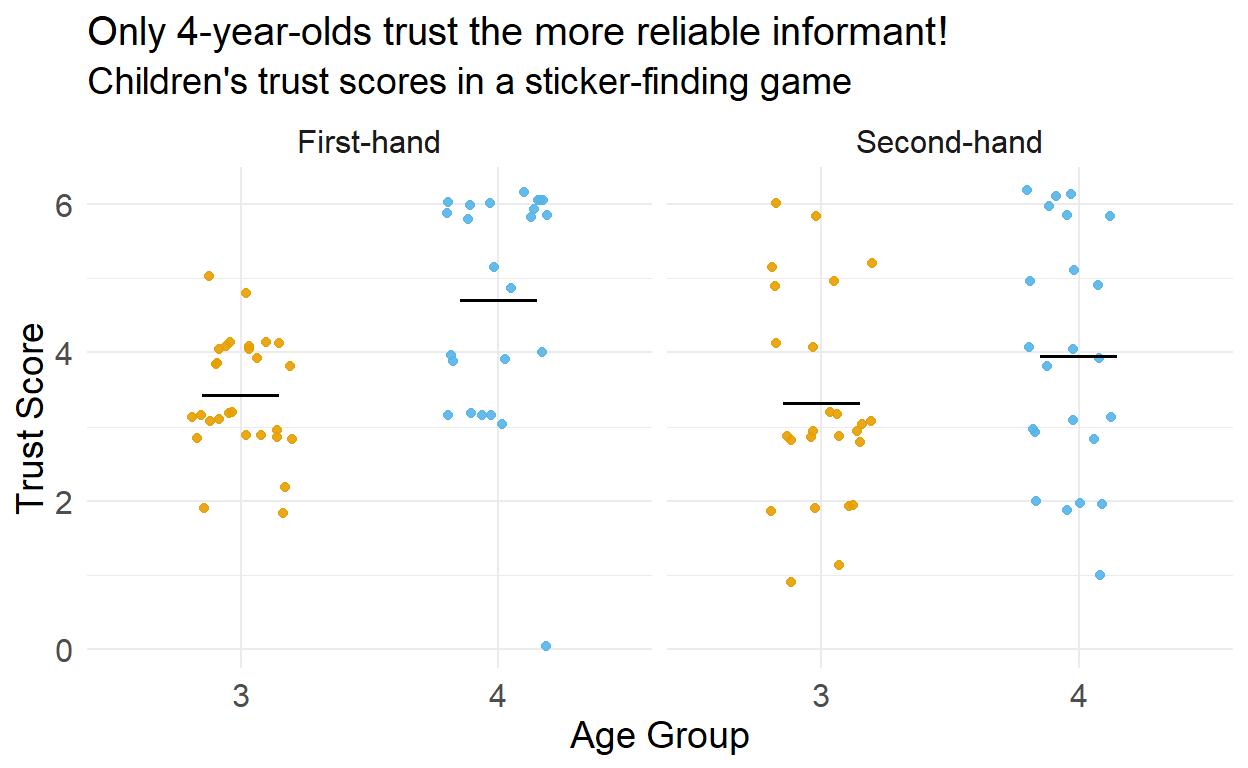 Only 4-year-olds trust the more reliable informant!
Children's trust scores in a sticker-finding game
First-hand
Second-hand
Trust Score
6
4
2
0
3
4
3
4
Age Group